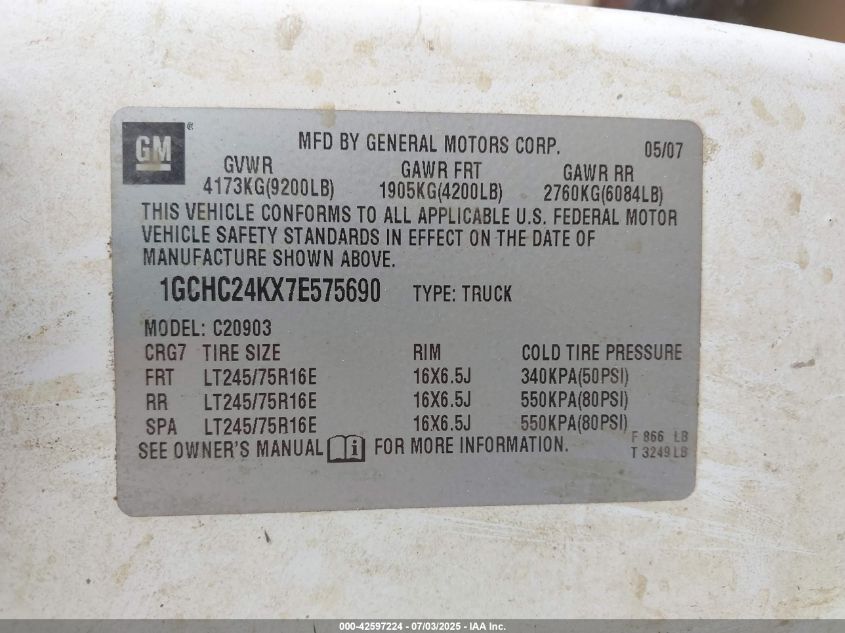 GM ® MFD BY GENERAL MOTORS CORP. 05/07
GVWR GAWR FRT GAWR RR
4173KG(9200LB) 1905KG(4200LB) 2760KG(6084LB)
THIS VEHICLE CONFORMS TO ALL APPLICABLE U.S. FEDERAL MOTOR
VEHICLE SAFETY STANDARDS IN EFFECT ON THE DATE OF
MANUFACTURE SHOWN ABOVE.
1GCHC24KX7E575690 TYPE: TRUCK
MODEL: C20903
CRG7 TIRE SIZE RIM COLD TIRE PRESSURE
FRT LT245/75R16E 16X6.5J 340KPA(50PSI)
RR LT245/75R16E 16X6.5J 550KPA(80PSI)
SPA LT245/75R16E 16X6.5J 550KPA(80PSI)
SEE OWNER'S MANUAL i FOR MORE INFORMATION. F 866 LB
T 3249LB
000-42597224 - 07/03/2025 - IAA Inc.